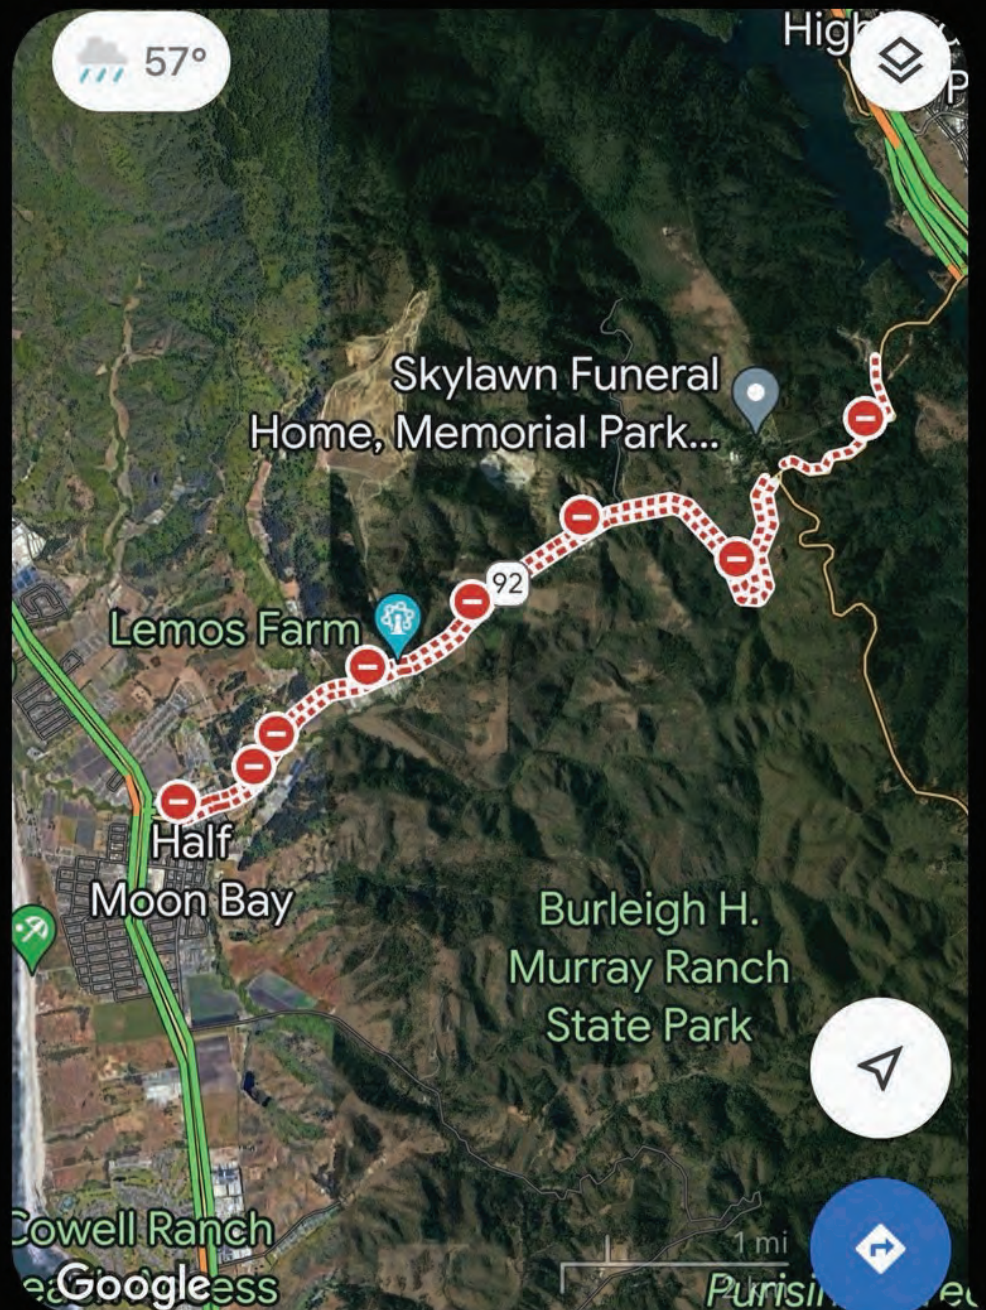 57°
Skylawn Funeral
Home, Memorial Park...
92
Lemos Farm
Half
Moon Bay
Burleigh H.
Murray Ranch
State Park
Cowell Ranch
1 mi
Google